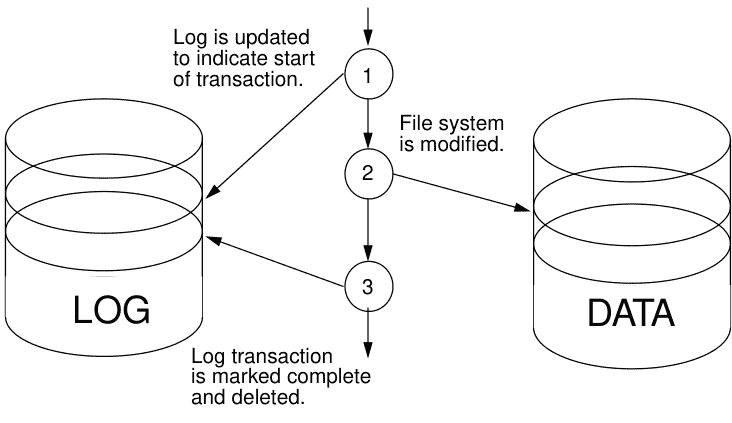 Log is updated
to indicate start
of transaction.
1
File system
is modified.
2
3
LOG
DATA
Log transaction
is marked complete
and deleted.